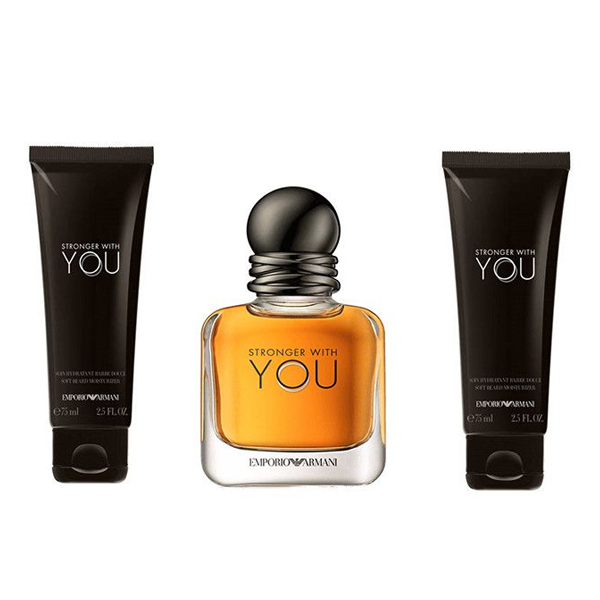 STRONGER WITH
YOU
SOIN HYDRATANT BARBE DOUCE
SOFT BEARD MOISTURIZER
EMPORIO ARMANI
℮75 ml 2.5 FL.OZ.
STRONGER WITH
YOU
EMPORIO ARMANI
STRONGER WITH
YOU
SOIN HYDRATANT BARBE DOUCE
SOFT BEARD MOISTURIZER
EMPORIO ARMANI
℮75 ml 2.5 FL.OZ.